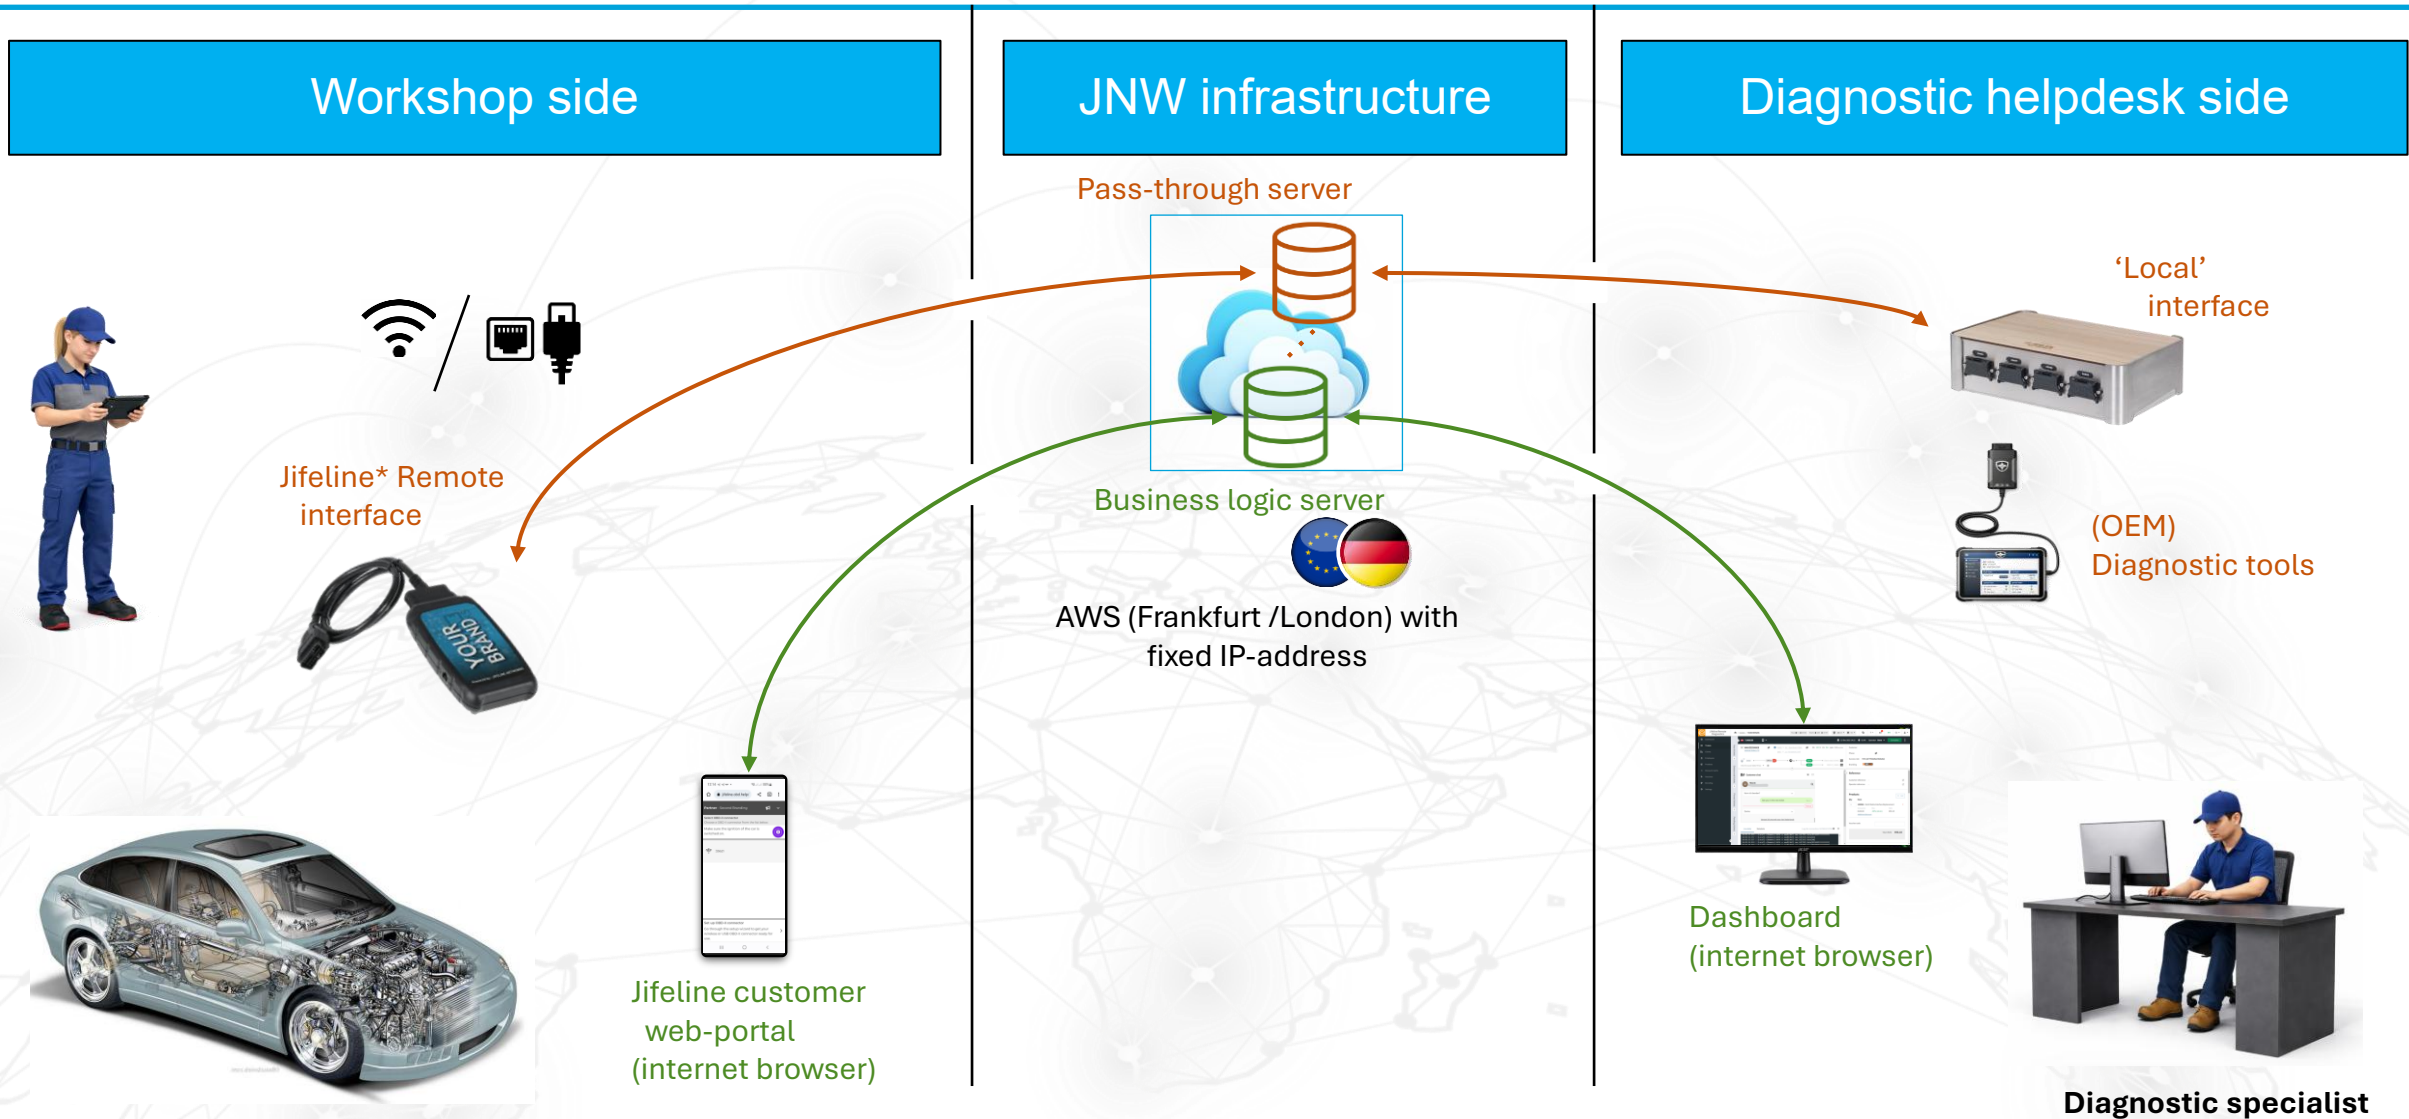 Workshop side
JNW infrastructure
Diagnostic helpdesk side
Pass-through server
‘Local’
interface
Jifeline* Remote
interface
YOUR
BRAND
Business logic server
(OEM)
Diagnostic tools
AWS (Frankfurt /London) with
fixed IP-address
Dashboard
(internet browser)
Jifeline customer
web-portal
(internet browser)
Diagnostic specialist